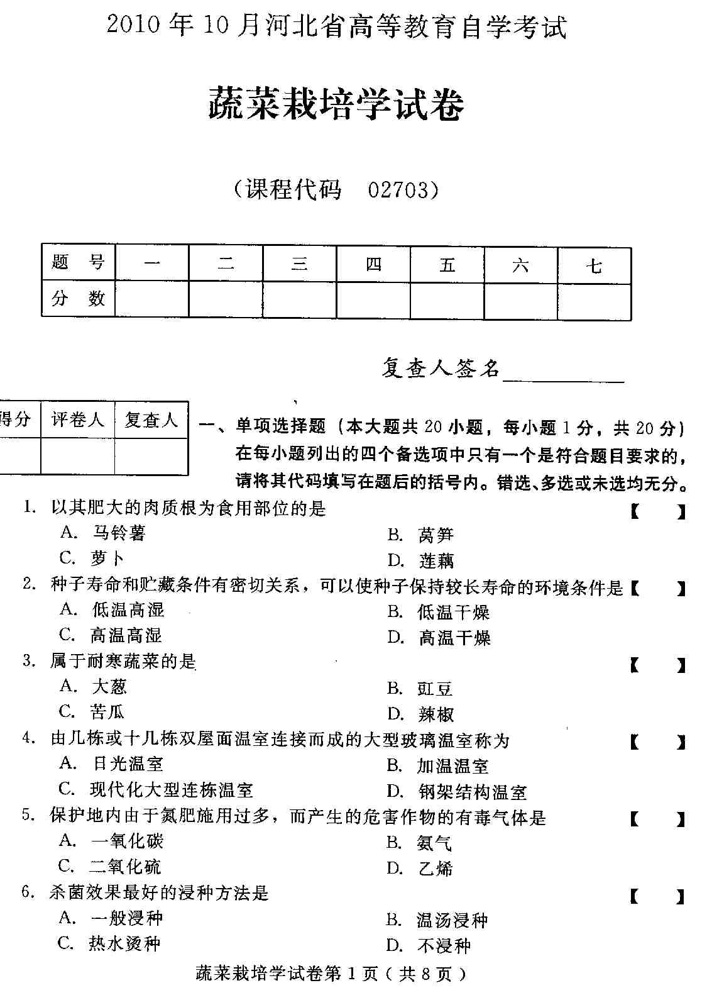 2010 年 10 月河北省高等教育自学考试
蔬菜栽培学试卷
（课程代码 02703）
题 号 一 二 三 四 五 六 七
分 数
复查人签名
得分 评卷人 复查人
一、单项选择题（本大题共 20 小题，每小题 1 分，共 20 分）
在每小题列出的四个备选项中只有一个是符合题目要求的，
请将其代码填写在题后的括号内。错选、多选或未选均无分。
1. 以其肥大的肉质根为食用部位的是 【 】
A. 马铃薯 B. 莴笋
C. 萝卜 D. 莲藕
2. 种子寿命和贮藏条件有密切关系，可以使种子保持较长寿命的环境条件是【 】
A. 低温高湿 B. 低温干燥
C. 高温高湿 D. 高温干燥
3. 属于耐寒蔬菜的是 【 】
A. 大葱 B. 豇豆
C. 苦瓜 D. 辣椒
4. 由几栋或十几栋双屋面温室连接而成的大型玻璃温室称为 【 】
A. 日光温室 B. 加温温室
C. 现代化大型连栋温室 D. 钢架结构温室
5. 保护地内由于氮肥施用过多，而产生的危害作物的有毒气体是 【 】
A. 一氧化碳 B. 氨气
C. 二氧化硫 D. 乙烯
6. 杀菌效果最好的浸种方法是 【 】
A. 一般浸种 B. 温汤浸种
C. 热水烫种 D. 不浸种
蔬菜栽培学试卷第 1 页（共 8 页）